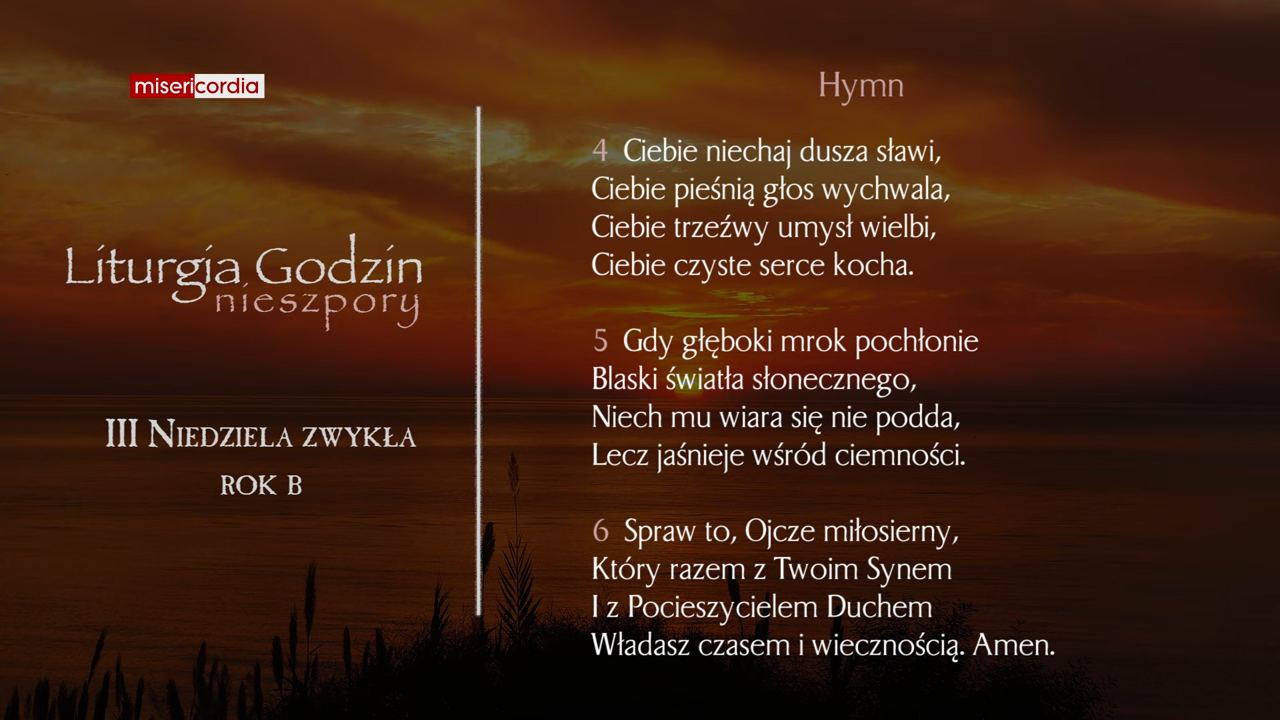 misericordia
Liturgia Godzin
nieszpory
III Niedziela zwykła
rok B
Hymn
4 Ciebie niechaj dusza sławi,
Ciebie pieśnią głos wychwala,
Ciebie trzeźwy umysł wielbi,
Ciebie czyste serce kocha.
5 Gdy głęboki mrok pochłonie
Blaski światła słonecznego,
Niech mu wiara się nie podda,
Lecz jaśnieje wśród ciemności.
6 Spraw to, Ojcze miłosierny,
Który razem z Twoim Synem
I z Pocieszycielem Duchem
Władasz czasem i wiecznością. Amen.